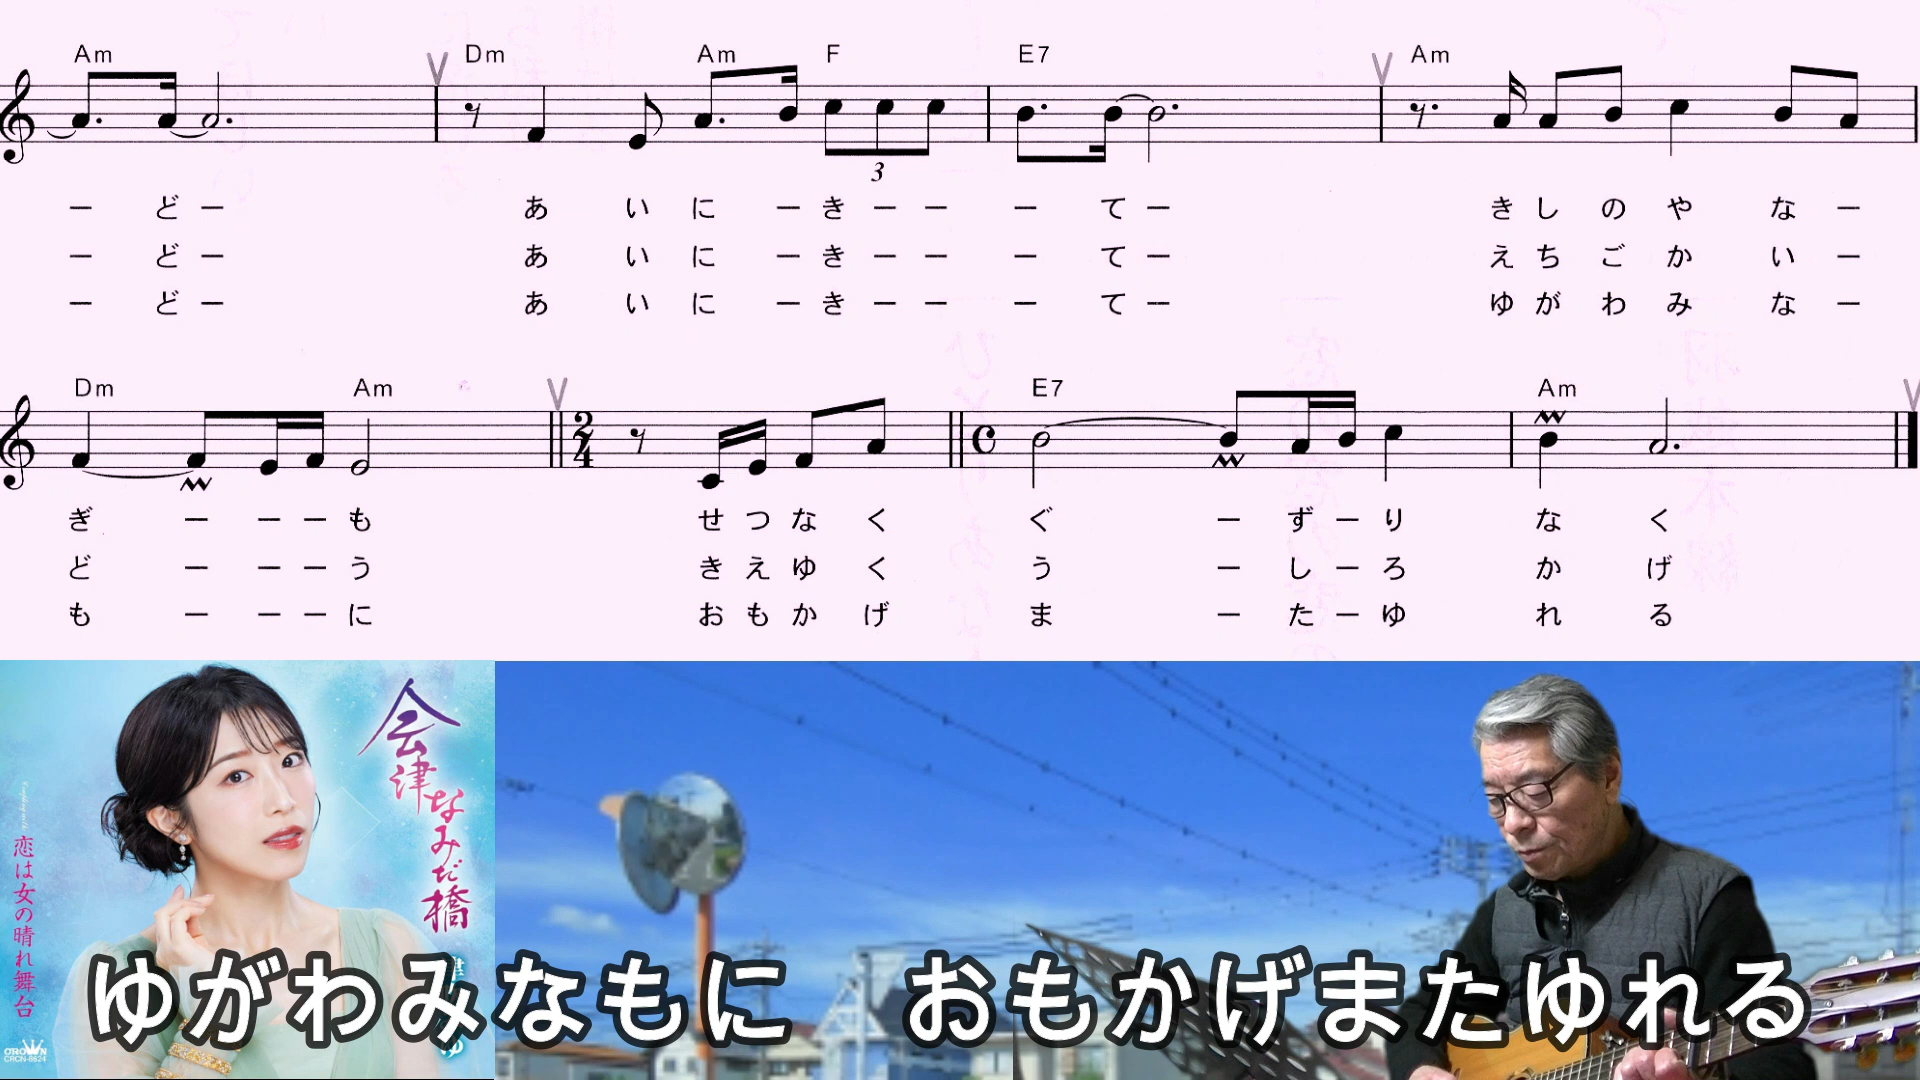 Am Dm Am F E7 Am
3
ー ど ー あ い に ー き ー ー ー て ー き し の や な ー
ー ど ー あ い に ー き ー ー ー て ー え ち ご か い ー
ー ど ー あ い に ー き ー ー ー て ー ゆ が わ み な ー
Dm Am E7 Am
2
4
ぎ ー ー ー も せ つ な く ぐ ー ず ー り な く
ど ー ー ー う き え ゆ く う ー し ー ろ か げ
も ー ー ー に お も か げ ま ー た ー ゆ れ る
会津なみだ橋
恋は女の晴れ舞台
CROWN
CRCN-8624
ゆがわみなもに おもかげまたゆれる